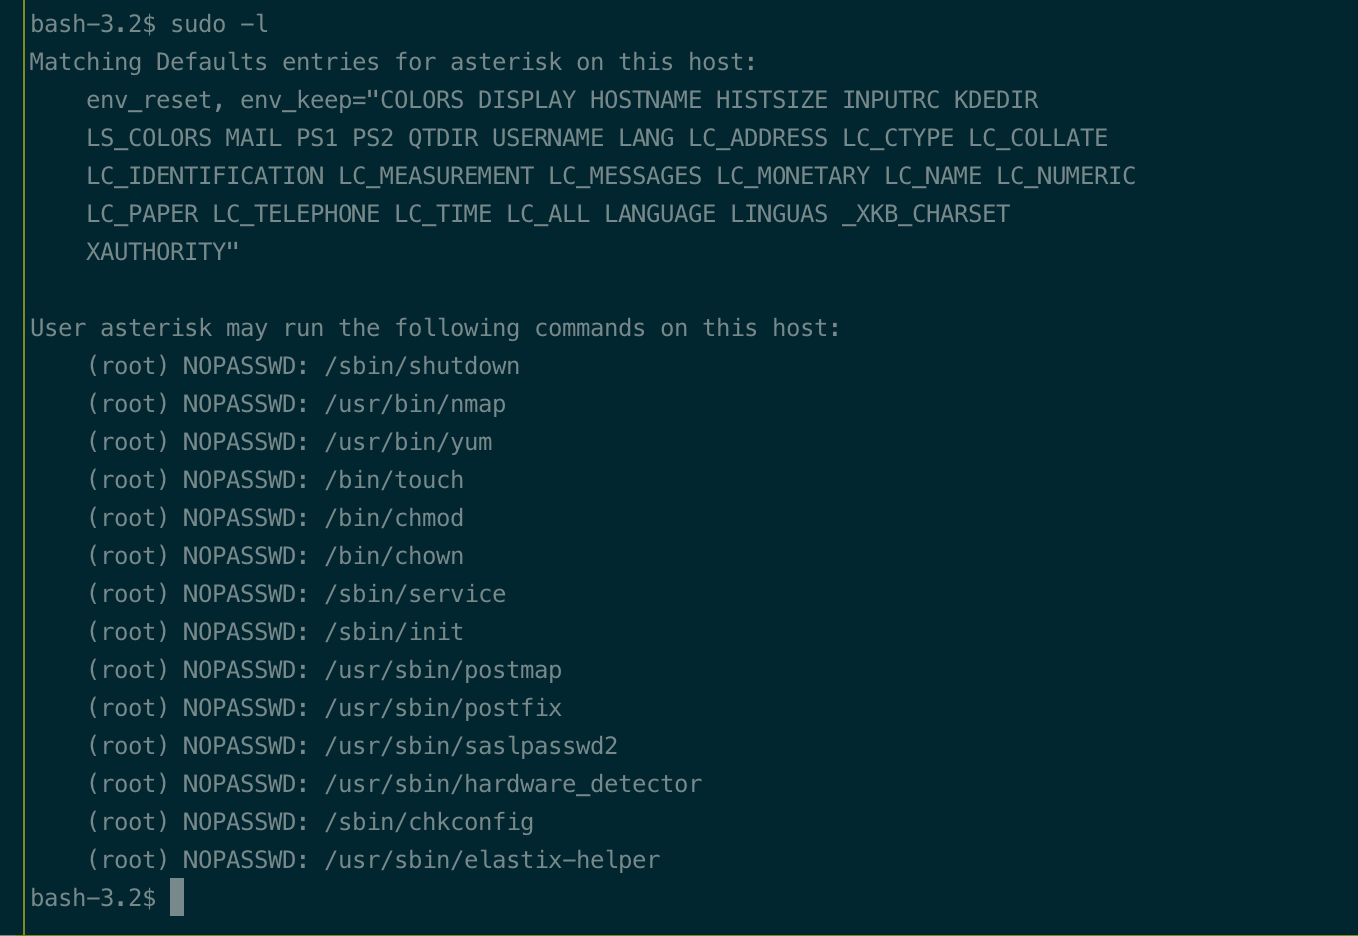 bash-3.2$ sudo -l
Matching Defaults entries for asterisk on this host:
    env_reset, env_keep="COLORS DISPLAY HOSTNAME HISTSIZE INPUTRC KDEDIR
    LS_COLORS MAIL PS1 PS2 QTDIR USERNAME LANG LC_ADDRESS LC_CTYPE LC_COLLATE
    LC_IDENTIFICATION LC_MEASUREMENT LC_MESSAGES LC_MONETARY LC_NAME LC_NUMERIC
    LC_PAPER LC_TELEPHONE LC_TIME LC_ALL LANGUAGE LINGUAS _XKB_CHARSET
    XAUTHORITY"

User asterisk may run the following commands on this host:
    (root) NOPASSWD: /sbin/shutdown
    (root) NOPASSWD: /usr/bin/nmap
    (root) NOPASSWD: /usr/bin/yum
    (root) NOPASSWD: /bin/touch
    (root) NOPASSWD: /bin/chmod
    (root) NOPASSWD: /bin/chown
    (root) NOPASSWD: /sbin/service
    (root) NOPASSWD: /sbin/init
    (root) NOPASSWD: /usr/sbin/postmap
    (root) NOPASSWD: /usr/sbin/postfix
    (root) NOPASSWD: /usr/sbin/saslpasswd2
    (root) NOPASSWD: /usr/sbin/hardware_detector
    (root) NOPASSWD: /sbin/chkconfig
    (root) NOPASSWD: /usr/sbin/elastix-helper
bash-3.2$